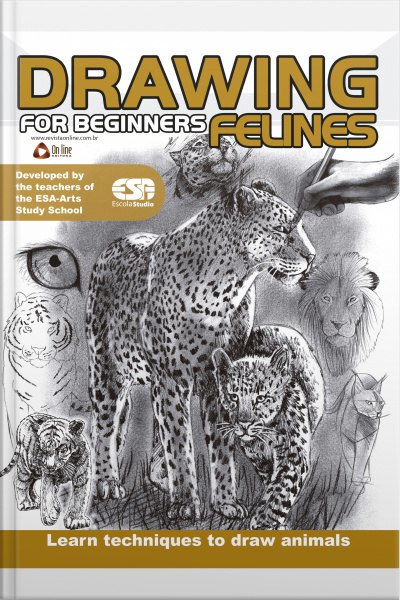 DRAWING
FOR BEGINNERS
FELINES
www.revistaonline.com.br
On line
EDITORA
Developed by
the teachers of
the ESA-Arts
Study School
ESA
EscolaStudio
Learn techniques to draw animals